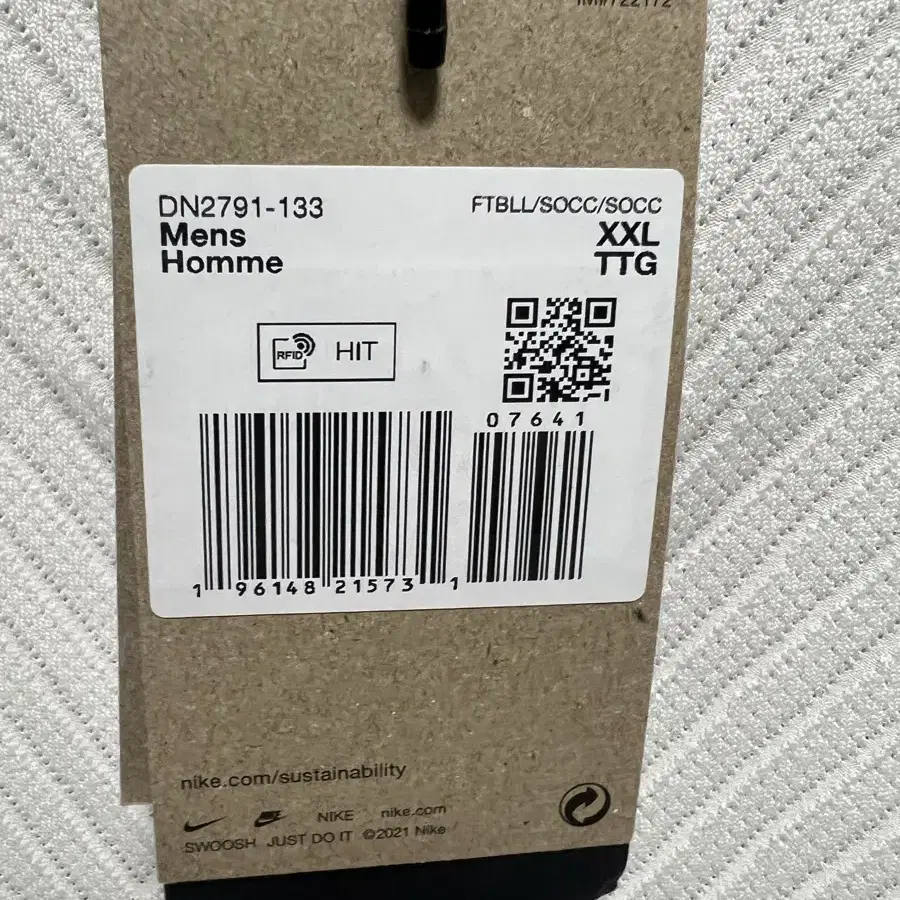 DN2791-133
FTBLL/SOCC/SOCC
Mens
XXL
Homme
TTG
RFID
HIT
07641
1 96148 21573 1
nike.com/sustainability
NIKE nike.com
SWOOSH JUST DO IT ©2021 Nike